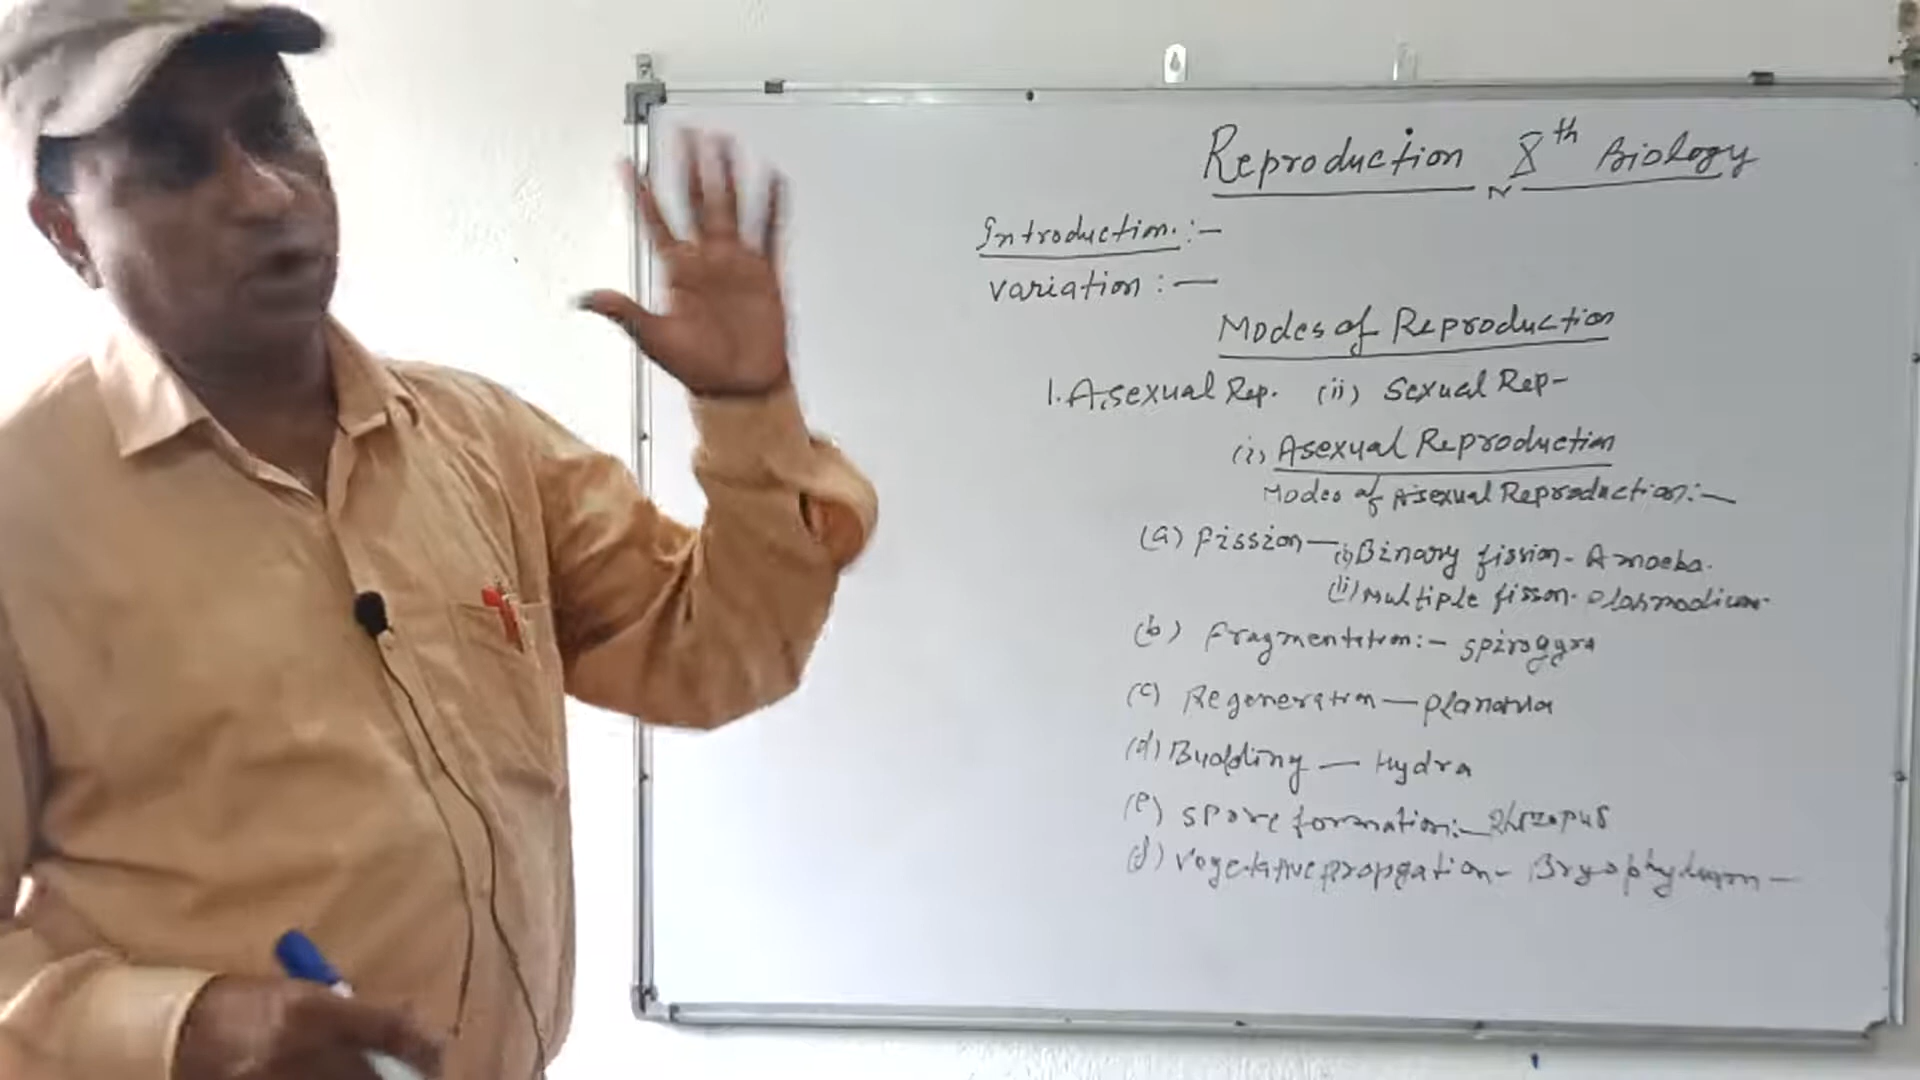 Reproduction Xth Biology
Introduction:-
Variation:-
Modes of Reproduction
1. Asexual Rep. (ii) Sexual Rep-
(i) Asexual Reproduction
Modes of Asexual Reproduction:-
(a) Fission- (i) Binary fission- Amoeba.
(ii) Multiple fisson- Plasmodium-
(b) Fragmentation:- Spirogyra
(c) Regeneration- Planaria
(d) Budding- Hydra
(e) Spore formation:- Rhizopus
(f) Vegetative propgation- Bryophyllum-